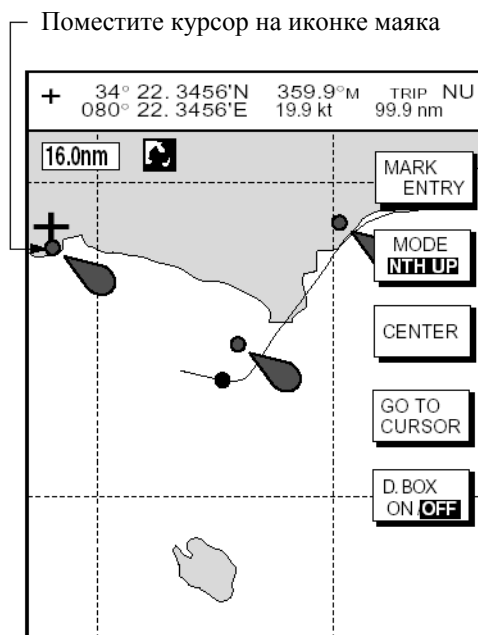 Поместите курсор на иконке маяка
+ 34° 22. 3456'N 359.9°M TRIP NU
080° 22. 3456'E 19.9 kt 99.9 nm
16.0nm
MARK
ENTRY
MODE
NTH UP
CENTER
GO TO
CURSOR
D. BOX
ON/OFF